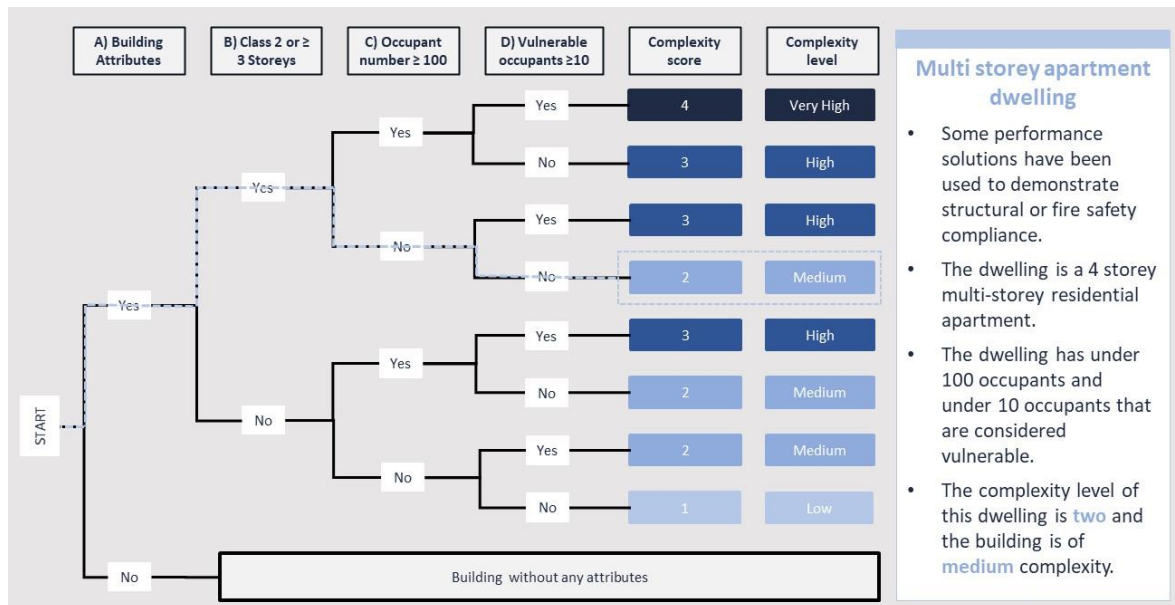 A) Building
Attributes
B) Class 2 or ≥
3 Storeys
C) Occupant
number ≥ 100
D) Vulnerable
occupants ≥10
Complexity
score
Complexity
level
Yes
4
Very High
Yes
No
3
High
Yes
Yes
3
High
No
No
2
Medium
Yes
Yes
3
High
Yes
No
2
Medium
No
START
Yes
2
Medium
No
No
1
Low
No
Building without any attributes
Multi storey apartment
dwelling
• Some performance
solutions have been
used to demonstrate
structural or fire safety
compliance.
• The dwelling is a 4 storey
multi-storey residential
apartment.
• The dwelling has under
100 occupants and
under 10 occupants that
are considered
vulnerable.
• The complexity level of
this dwelling is two and
the building is of
medium complexity.